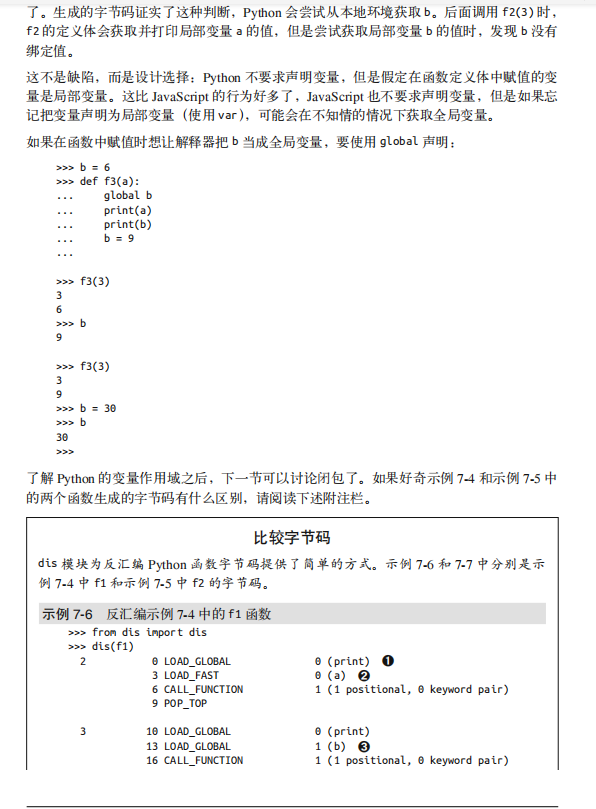 了。生成的字节码证实了这种判断，Python 会尝试从本地环境获取 b。后面调用 f2(3) 时，
f2 的定义体会获取并打印局部变量 a 的值，但是尝试获取局部变量 b 的值时，发现 b 没有
绑定值。
这不是缺陷，而是设计选择：Python 不要求声明变量，但是假定在函数定义体中赋值的变
量是局部变量。这比 JavaScript 的行为好多了，JavaScript 也不要求声明变量，但是如果忘
记把变量声明为局部变量（使用 var），可能会在不知情的情况下获取全局变量。
如果在函数中赋值时想让解释器把 b 当成全局变量，要使用 global 声明：
>>> b = 6
>>> def f3(a):
...     global b
...     print(a)
...     print(b)
...     b = 9
...
>>> f3(3)
3
6
>>> b
9
>>> f3(3)
3
9
>>> b = 30
>>> b
30
>>>
了解 Python 的变量作用域之后，下一节可以讨论闭包了。如果好奇示例 7-4 和示例 7-5 中
的两个函数生成的字节码有什么区别，请阅读下述附注栏。
比较字节码
dis 模块为反汇编 Python 函数字节码提供了简单的方式。示例 7-6 和 7-7 中分别是示
例 7-4 中 f1 和示例 7-5 中 f2 的字节码。
示例 7-6 反汇编示例 7-4 中的 f1 函数
>>> from dis import dis
>>> dis(f1)
2 0 LOAD_GLOBAL 0 (print) ❶
3 LOAD_FAST 0 (a) ❷
6 CALL_FUNCTION 1 (1 positional, 0 keyword pair)
9 POP_TOP
3 10 LOAD_GLOBAL 0 (print)
13 LOAD_GLOBAL 1 (b) ❸
16 CALL_FUNCTION 1 (1 positional, 0 keyword pair)